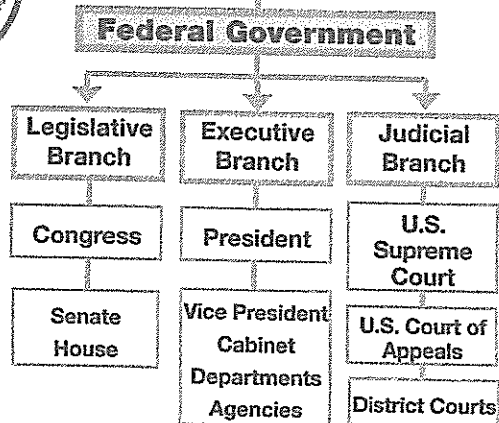 Federal Government
Legislative
Branch
Executive
Branch
Judicial
Branch
Congress
President
U.S.
Supreme
Court
Senate
House
Vice President
Cabinet
Departments
Agencies
U.S. Court of
Appeals
District Courts